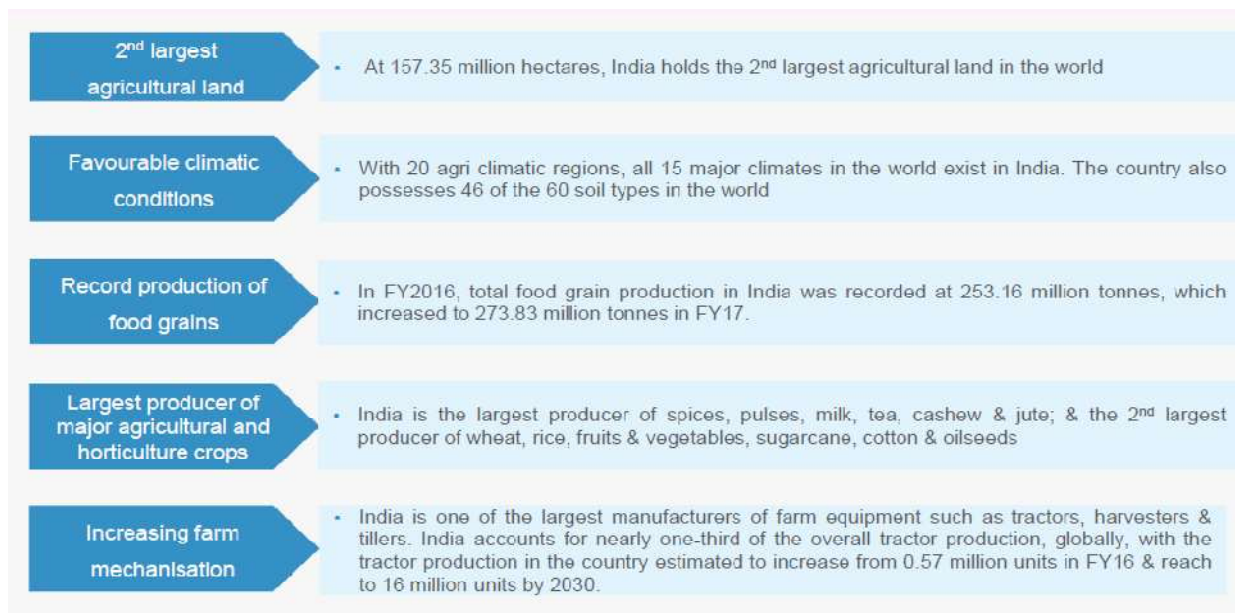 2nd largest
agricultural land
• At 157.35 million hectares, India holds the 2nd largest agricultural land in the world
Favourable climatic
conditions
• With 20 agri climatic regions, all 15 major climates in the world exist in India. The country also
possesses 46 of the 60 soil types in the world
Record production of
food grains
• In FY2016, total food grain production in India was recorded at 253.16 million tonnes, which
increased to 273.83 million tonnes in FY17.
Largest producer of
major agricultural and
horticulture crops
• India is the largest producer of spices, pulses, milk, tea, cashew & jute; & the 2nd largest
producer of wheat, rice, fruits & vegetables, sugarcane, cotton & oilseeds
Increasing farm
mechanisation
• India is one of the largest manufacturers of farm equipment such as tractors, harvesters &
tillers. India accounts for nearly one-third of the overall tractor production, globally, with the
tractor production in the country estimated to increase from 0.57 million units in FY16 & reach
to 16 million units by 2030.